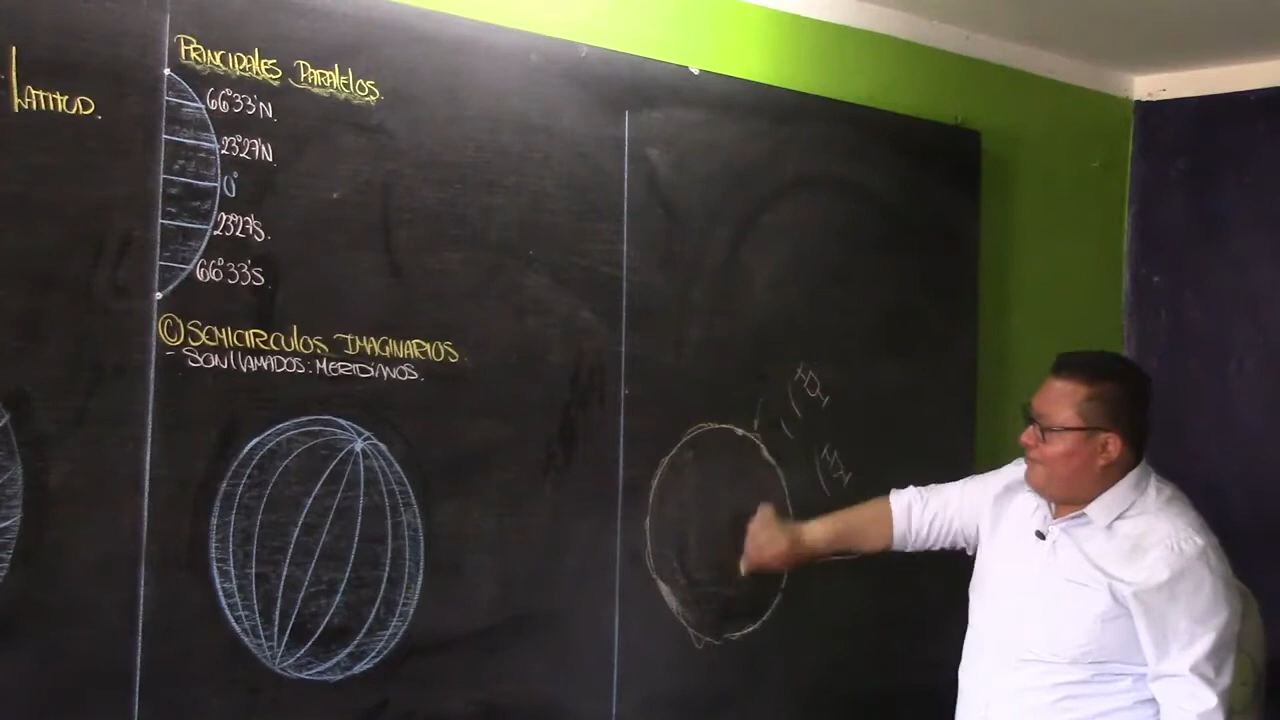 LATITUD.
PRINCIPALES PARALELOS.
66°33'N.
23°27'N.
0°
23°27'S.
66°33'S.
Ⓒ SEMICIRCULOS IMAGINARIOS.
- SON LLAMADOS: MERIDIANOS.